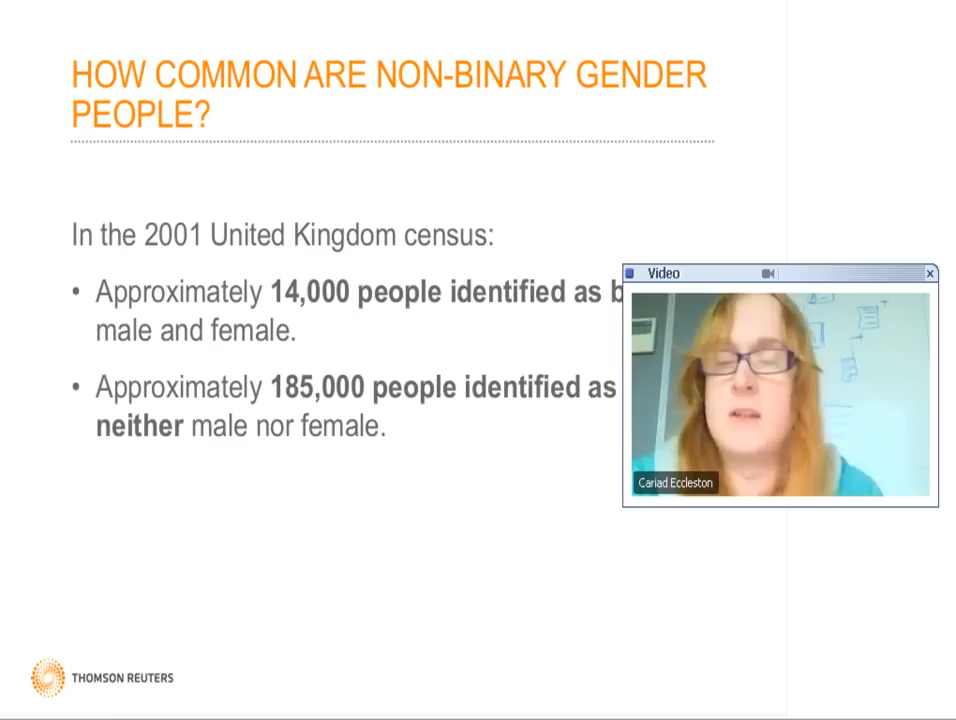 HOW COMMON ARE NON-BINARY GENDER
PEOPLE?
In the 2001 United Kingdom census:
• Approximately 14,000 people identified as
male and female.
• Approximately 185,000 people identified as
neither male nor female.
Video
Cariad Eccleston
THOMSON REUTERS